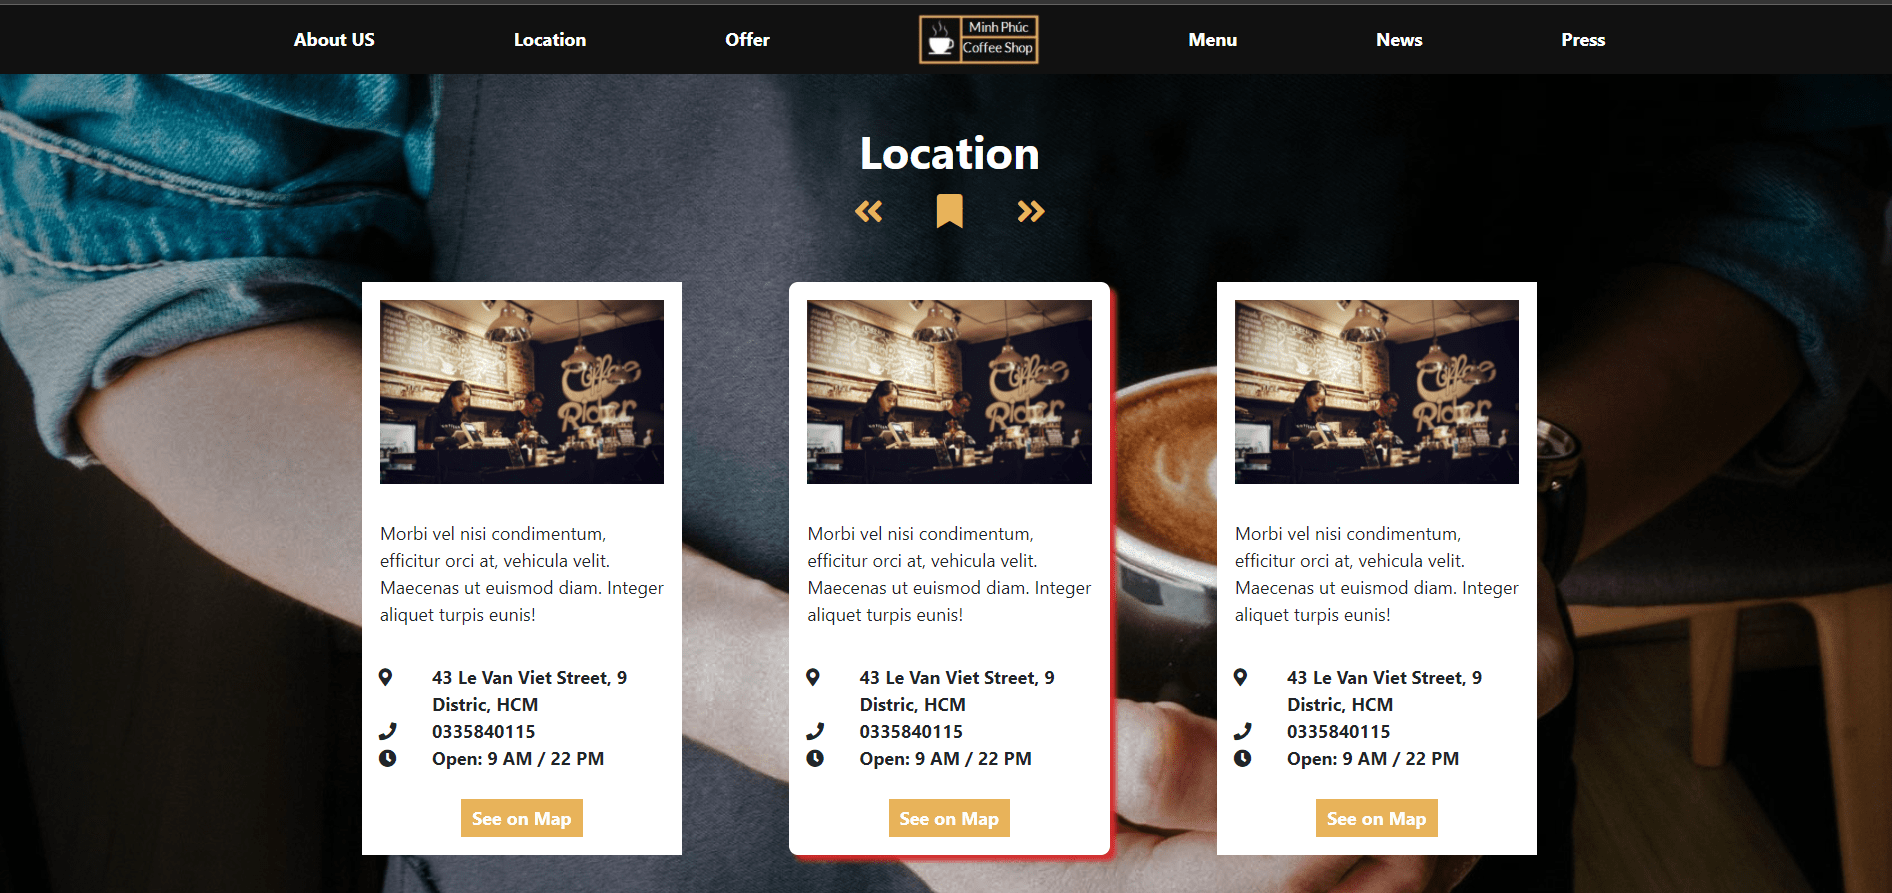 About US
Location
Offer
Minh Phúc
Coffee Shop
Menu
News
Press
Location
Coffee
Rider
Morbi vel nisi condimentum,
efficitur orci at, vehicula velit.
Maecenas ut euismod diam. Integer
aliquet turpis eunis!
43 Le Van Viet Street, 9
Distric, HCM
0335840115
Open: 9 AM / 22 PM
See on Map
Coffee
Rider
Morbi vel nisi condimentum,
efficitur orci at, vehicula velit.
Maecenas ut euismod diam. Integer
aliquet turpis eunis!
43 Le Van Viet Street, 9
Distric, HCM
0335840115
Open: 9 AM / 22 PM
See on Map
Coffee
Rider
Morbi vel nisi condimentum,
efficitur orci at, vehicula velit.
Maecenas ut euismod diam. Integer
aliquet turpis eunis!
43 Le Van Viet Street, 9
Distric, HCM
0335840115
Open: 9 AM / 22 PM
See on Map